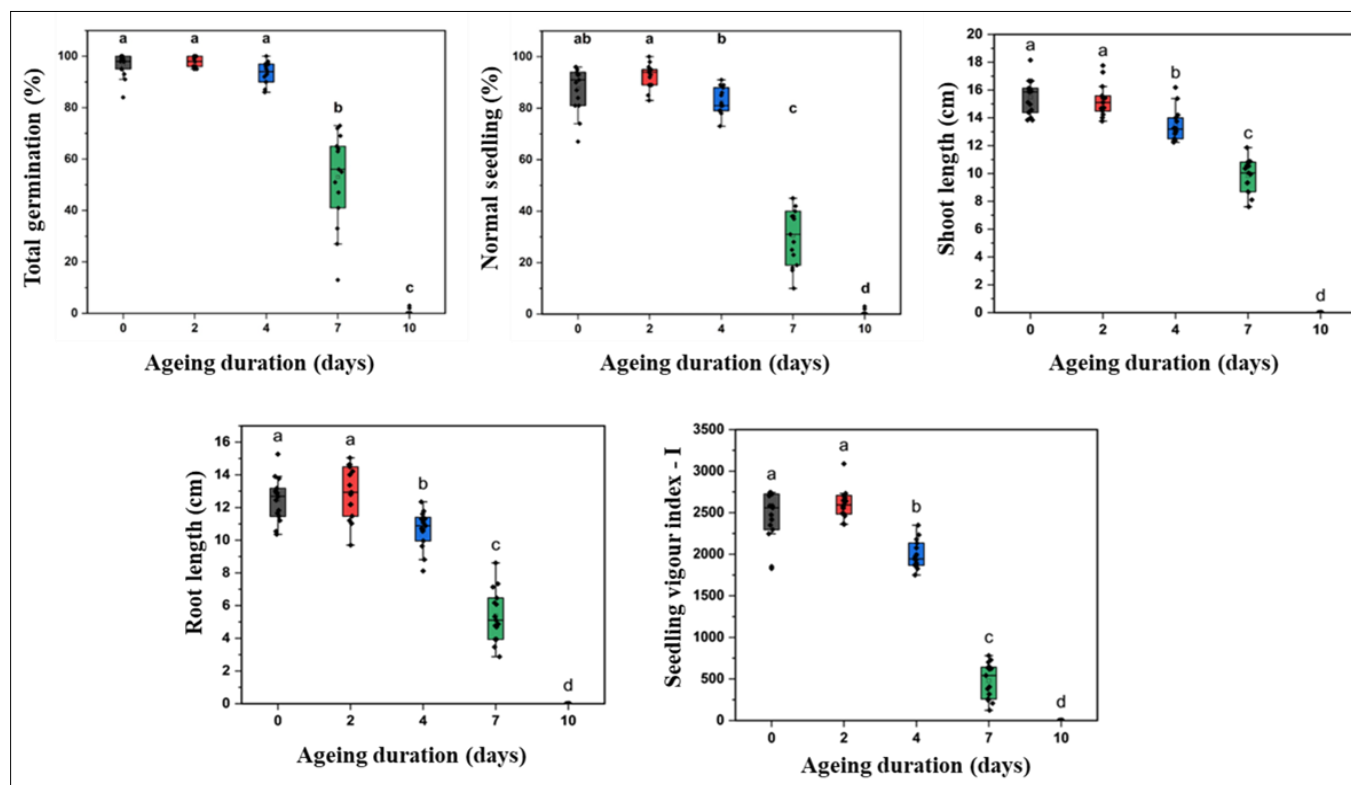 Total germination (%)
100
80
60
40
20
0
a
a
a
b
c
0 2 4 7 10
Ageing duration (days)
Normal seedling (%)
100
80
60
40
20
0
ab
a
b
c
d
0 2 4 7 10
Ageing duration (days)
Shoot length (cm)
20
18
16
14
12
10
8
6
4
2
0
a
a
b
c
d
0 2 4 7 10
Ageing duration (days)
Root length (cm)
16
14
12
10
8
6
4
2
0
a
a
b
c
d
0 2 4 7 10
Ageing duration (days)
Seedling vigour index - I
3500
3000
2500
2000
1500
1000
500
0
a
a
b
c
d
0 2 4 7 10
Ageing duration (days)